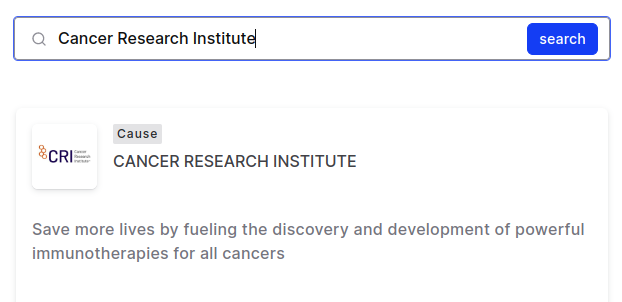 Cancer Research Institute
search
Cause
CRI Cancer Research Institute
CANCER RESEARCH INSTITUTE
Save more lives by fueling the discovery and development of powerful
immunotherapies for all cancers